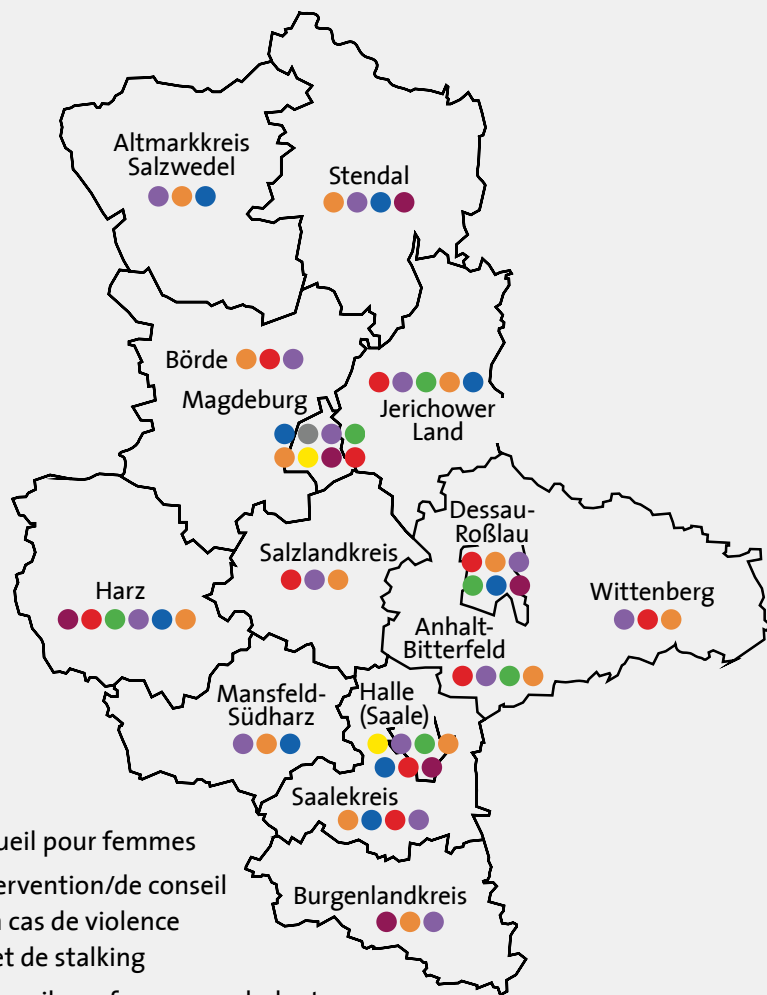 Altmarkkreis
Salzwedel
Stendal
Börde
Magdeburg
Jerichower
Land
Dessau-
Roßlau
Salzlandkreis
Harz
Wittenberg
Anhalt-
Bitterfeld
Mansfeld-
Südharz
Halle
(Saale)
Saalekreis
Burgenlandkreis
ueil pour femmes
ervention/de conseil
cas de violence
et de stalking